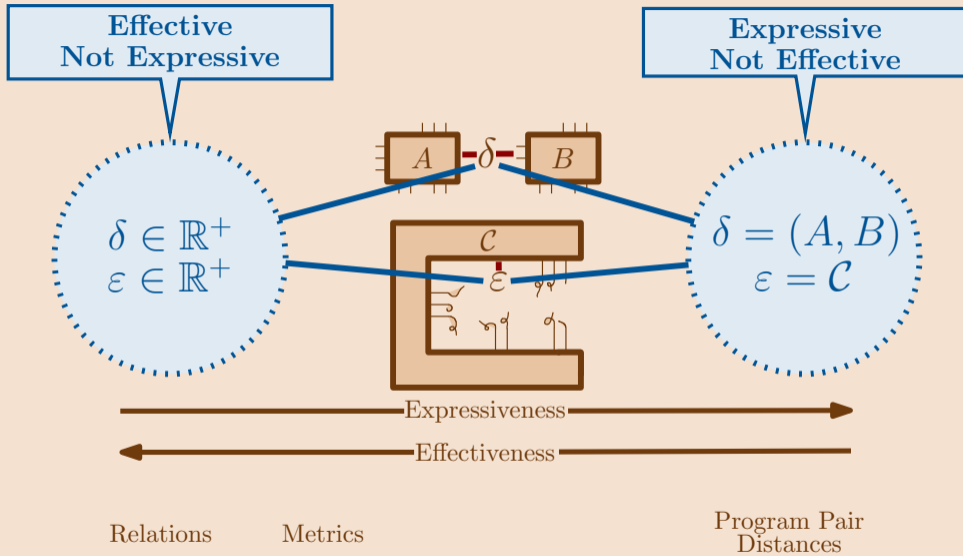 Effective
Not Expressive
Expressive
Not Effective
A δ B
δ ∈ ℝ⁺
ε ∈ ℝ⁺
𝒞
ε
δ = (A, B)
ε = 𝒞
Expressiveness
Effectiveness
Relations
Metrics
Program Pair
Distances